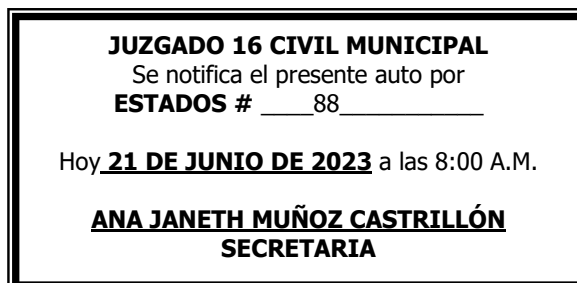 JUZGADO 16 CIVIL MUNICIPAL
Se notifica el presente auto por
ESTADOS # ____88___________
Hoy 21 DE JUNIO DE 2023 a las 8:00 A.M.
ANA JANETH MUÑOZ CASTRILLÓN
SECRETARIA